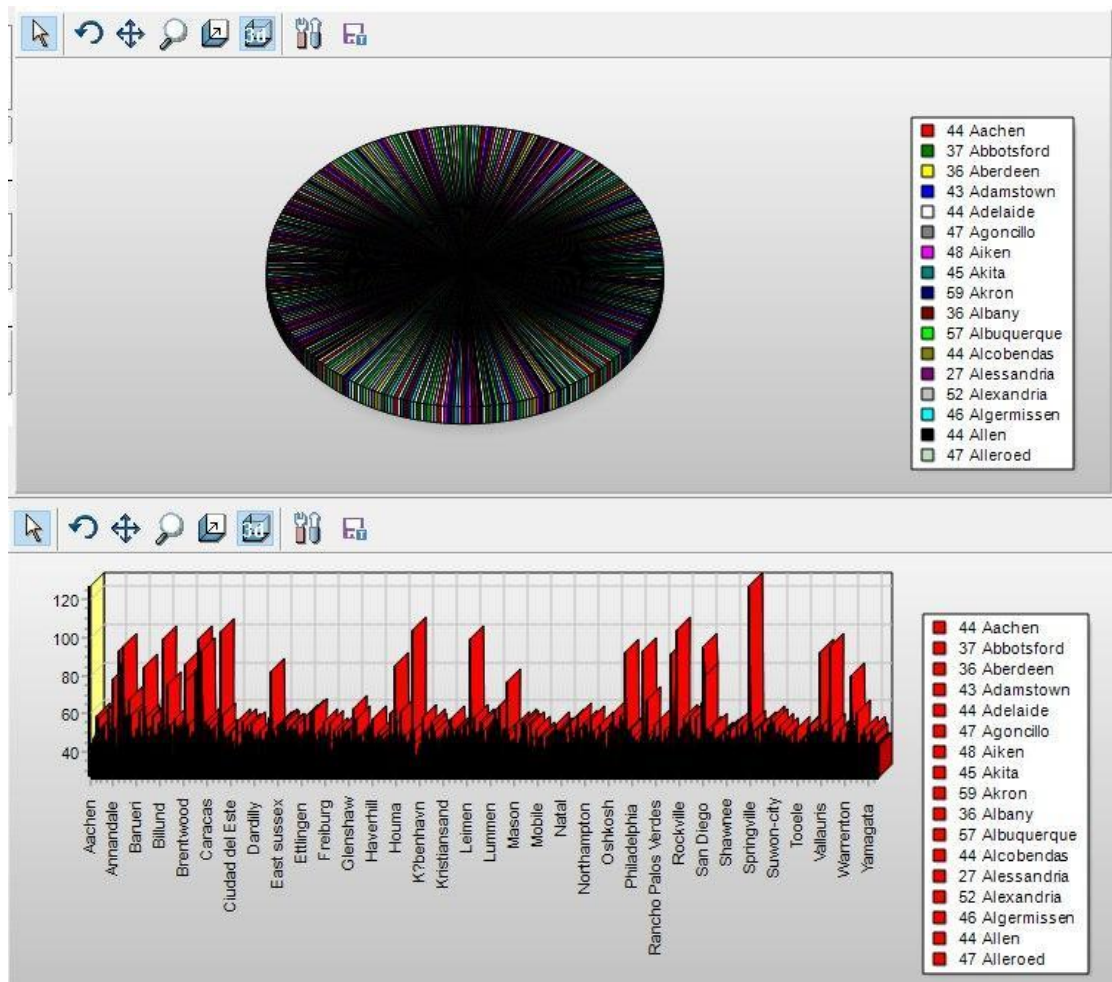 3d
44 Aachen
37 Abbotsford
36 Aberdeen
43 Adamstown
44 Adelaide
47 Agoncillo
48 Aiken
45 Akita
59 Akron
36 Albany
57 Albuquerque
44 Alcobendas
27 Alessandria
52 Alexandria
46 Algermissen
44 Allen
47 Alleroed
3d
120
100
80
60
40
Aachen
Annandale
Barueri
Billund
Brentwood
Caracas
Ciudad del Este
Dardilly
East sussex
Ettlingen
Freiburg
Glenshaw
Haverhill
Houma
K?benhavn
Kristiansand
Leimen
Lummen
Mason
Mobile
Natal
Northampton
Oshkosh
Philadelphia
Rancho Palos Verdes
Rockville
San Diego
Shawnee
Springville
Suwon-city
Tooele
Vallauris
Warrenton
Yamagata
44 Aachen
37 Abbotsford
36 Aberdeen
43 Adamstown
44 Adelaide
47 Agoncillo
48 Aiken
45 Akita
59 Akron
36 Albany
57 Albuquerque
44 Alcobendas
27 Alessandria
52 Alexandria
46 Algermissen
44 Allen
47 Alleroed